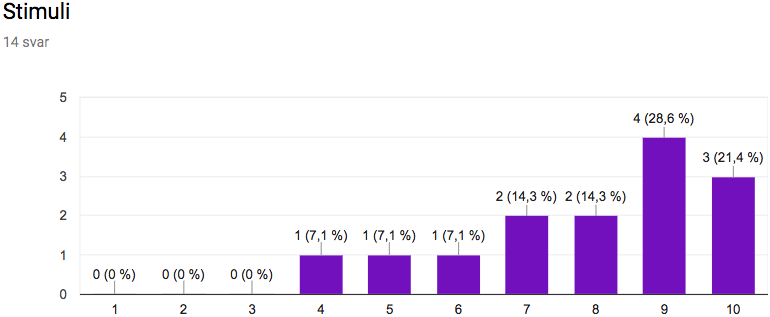 Stimuli
14 svar
5
4 (28,6 %)
4
3 (21,4 %)
3
2 (14,3 %) 2 (14,3 %)
2
1 (7,1 %) 1 (7,1 %) 1 (7,1 %)
1
0 (0 %) 0 (0 %) 0 (0 %)
0
1 2 3 4 5 6 7 8 9 10